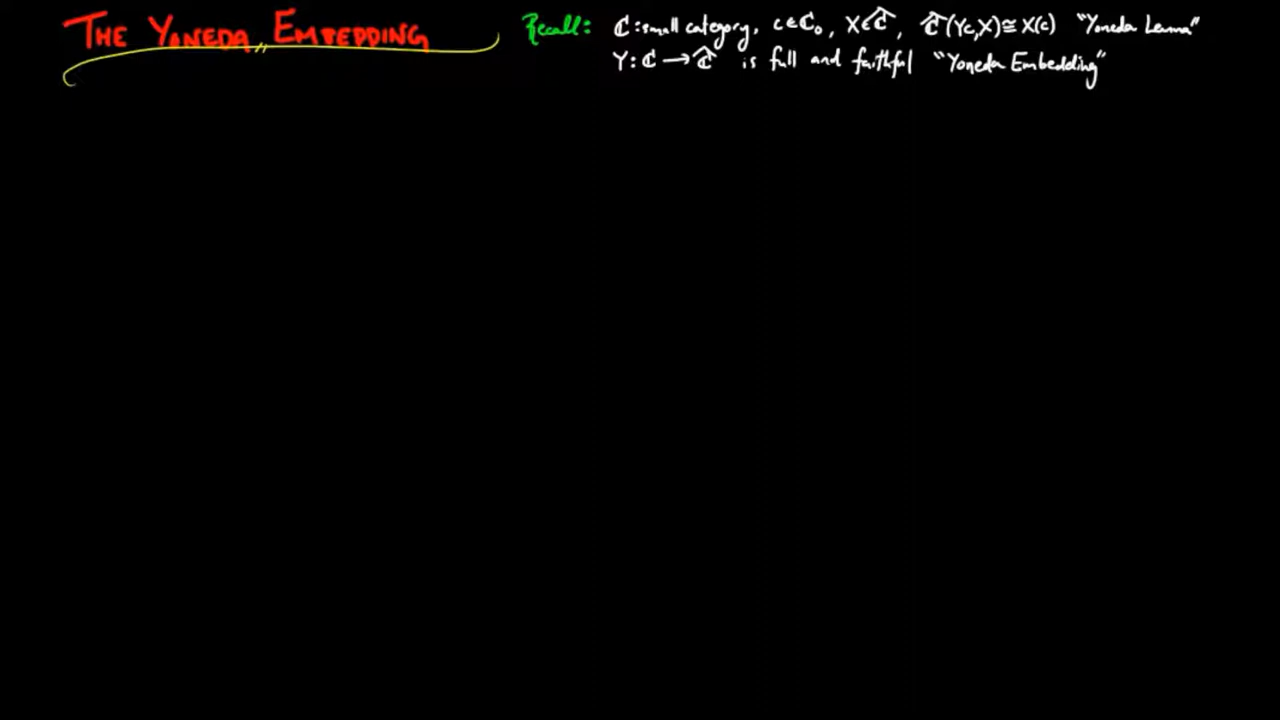 THE YONEDA EMBEDDING
Recall: ℂ: small category, c∈ℂ₀, X∈ℂ̂, ℂ̂(Yc,X)≅X(c) "Yoneda Lemma"
Y: ℂ → ℂ̂ is full and faithful "Yoneda Embedding"